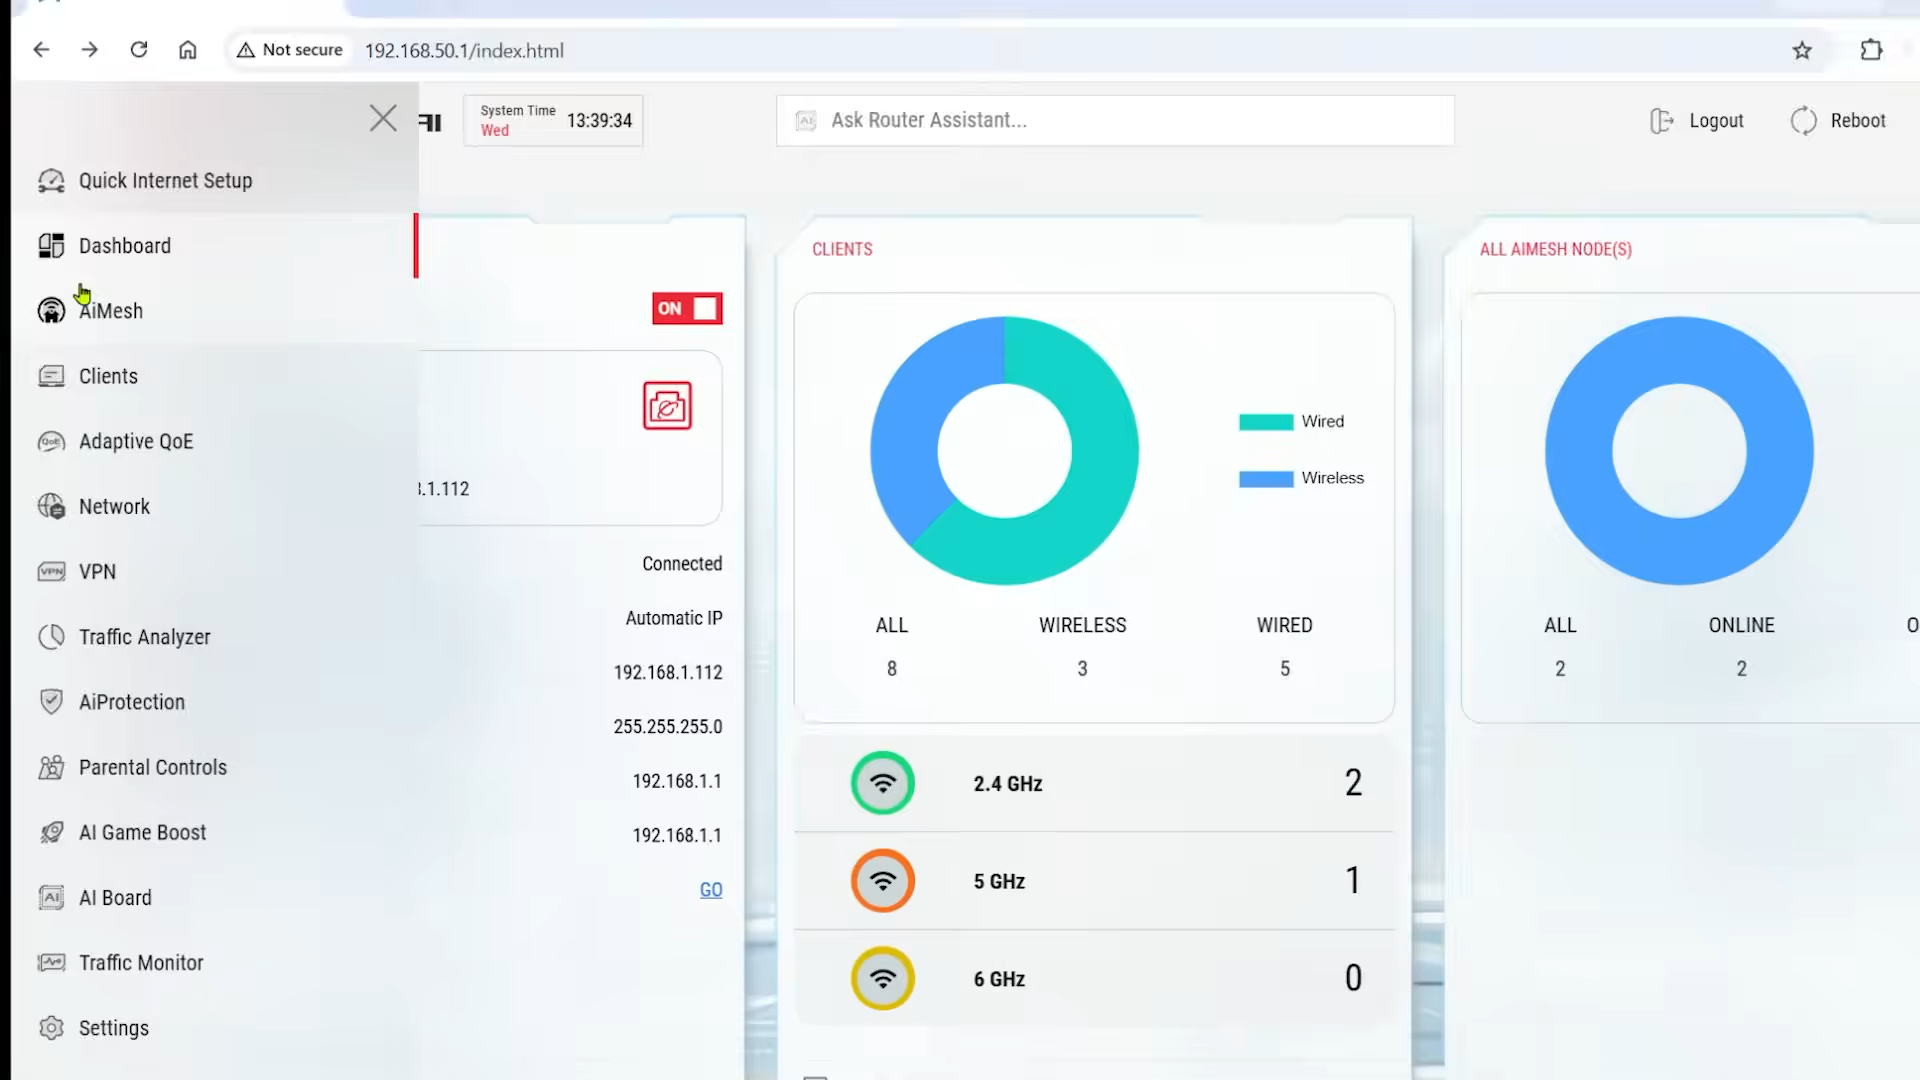 Not secure
192.168.50.1/index.html
AI
System Time
Wed
13:39:34
Ask Router Assistant...
Logout
Reboot
Quick Internet Setup
Dashboard
AiMesh
Clients
Adaptive QoE
Network
VPN
Traffic Analyzer
AiProtection
Parental Controls
AI Game Boost
AI Board
Traffic Monitor
Settings
ON
.1.112
Connected
Automatic IP
192.168.1.112
255.255.255.0
192.168.1.1
192.168.1.1
GO
CLIENTS
Wired
Wireless
ALL WIRELESS WIRED
8 3 5
2.4 GHz 2
5 GHz 1
6 GHz 0
ALL AIMESH NODE(S)
ALL ONLINE
2 2